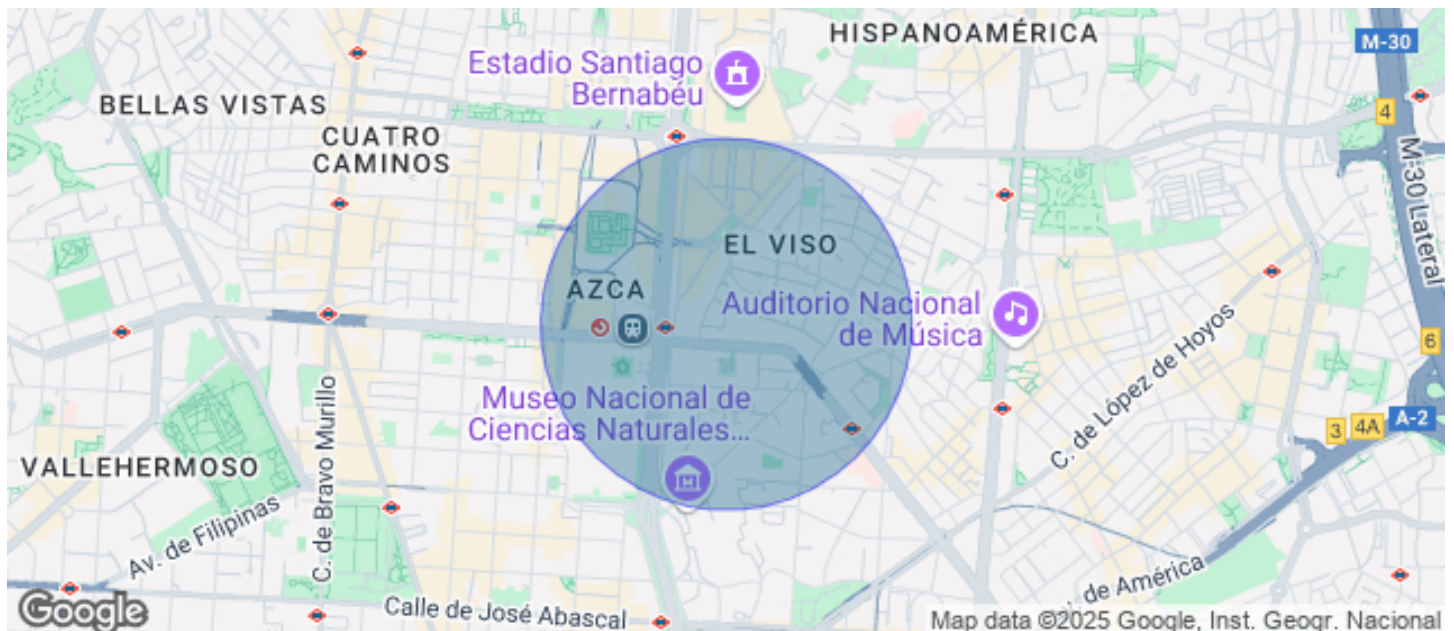 HISPANOAMÉRICA
M-30
Estadio Santiago
Bernabéu
BELLAS VISTAS
4
CUATRO
CAMINOS
M-30 Lateral
EL VISO
AZCA
Auditorio Nacional
de Música
6
C. de López de Hoyos
Museo Nacional de
Ciencias Naturales...
A-2
3
4A
C. de Bravo Murillo
VALLEHERMOSO
Av. de Filipinas
de América
Calle de José Abascal
Google
Map data ©2025 Google, Inst. Geogr. Nacional